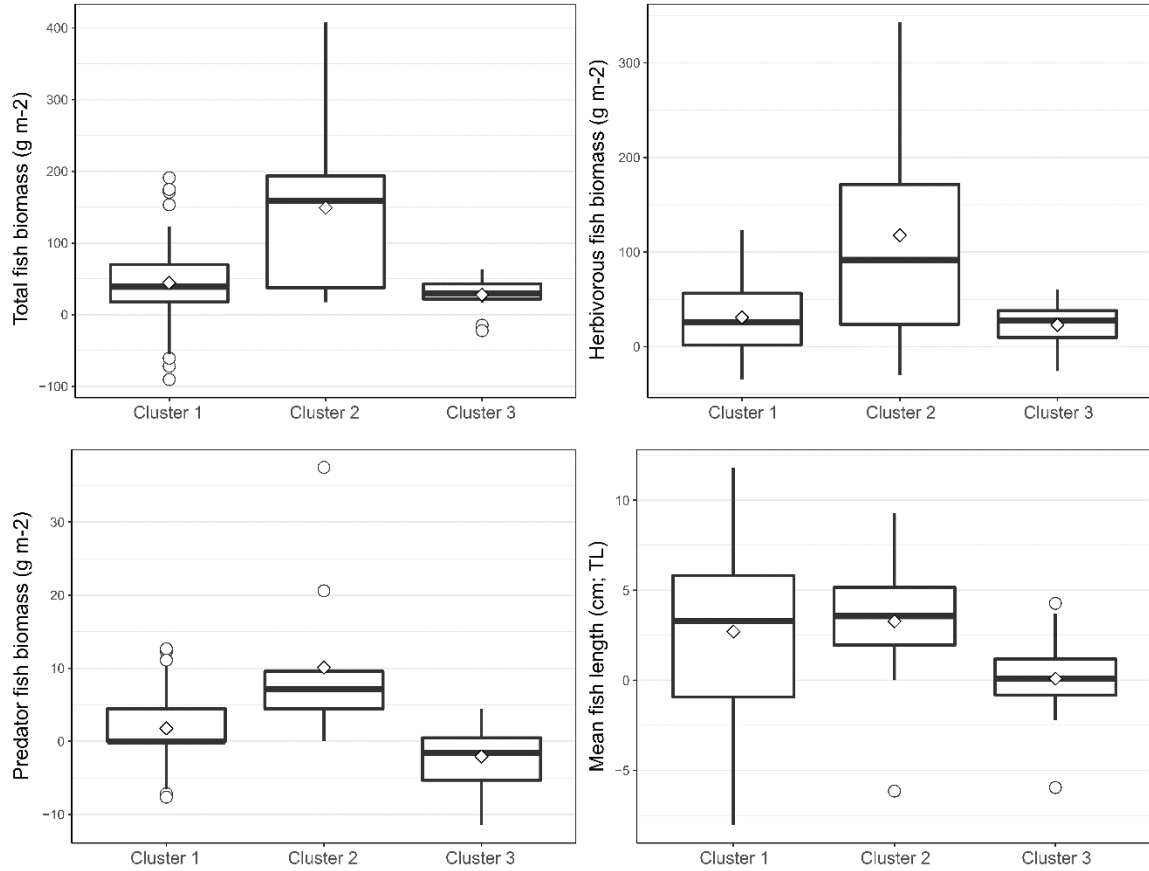 Total fish biomass (g m-2)
400
300
200
100
0
−100
Cluster 1 Cluster 2 Cluster 3
Herbivorous fish biomass (g m-2)
300
200
100
0
Cluster 1 Cluster 2 Cluster 3
Predator fish biomass (g m-2)
30
20
10
0
−10
Cluster 1 Cluster 2 Cluster 3
Mean fish length (cm; TL)
10
5
0
−5
Cluster 1 Cluster 2 Cluster 3